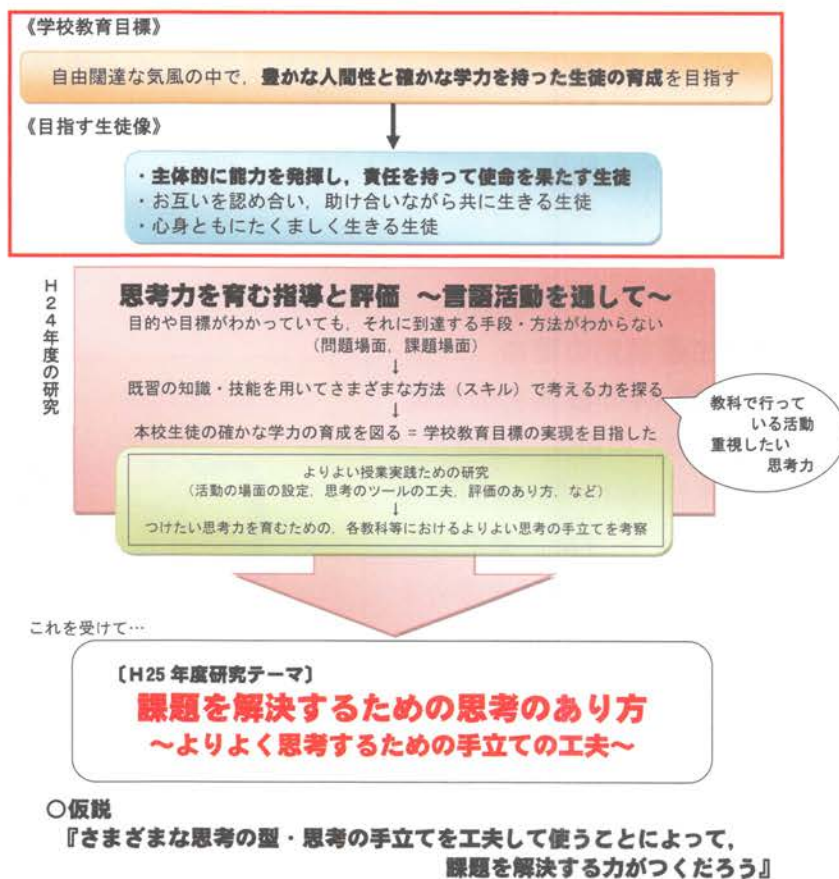 《学校教育目標》
自由闊達な気風の中で，豊かな人間性と確かな学力を持った生徒の育成を目指す
《目指す生徒像》
・主体的に能力を発揮し，責任を持って使命を果たす生徒
・お互いを認め合い，助け合いながら共に生きる生徒
・心身ともにたくましく生きる生徒
H24年度の研究
思考力を育む指導と評価　～言語活動を通して～
目的や目標がわかっていても，それに到達する手段・方法がわからない
（問題場面，課題場面）
↓
既習の知識・技能を用いてさまざまな方法（スキル）で考える力を探る
↓
本校生徒の確かな学力の育成を図る＝学校教育目標の実現を目指した
教科で行って
いる活動
重視したい
思考力
よりよい授業実践ための研究
（活動の場面の設定，思考のツールの工夫，評価のあり方，など）
↓
つけたい思考力を育むための，各教科等におけるよりよい思考の手立てを考察
これを受けて…
〔H25年度研究テーマ〕
課題を解決するための思考のあり方
～よりよく思考するための手立ての工夫～
○仮説
『さまざまな思考の型・思考の手立てを工夫して使うことによって，
課題を解決する力がつくだろう』